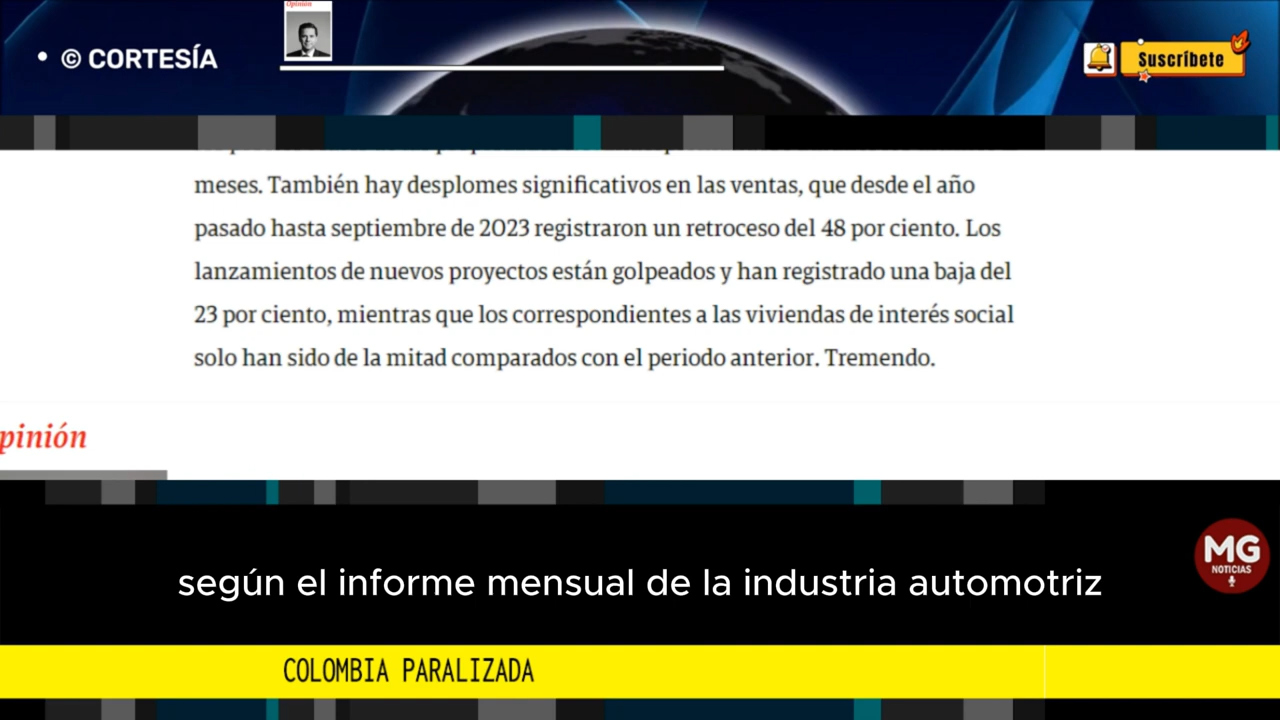 Opinión
• © CORTESÍA
Suscríbete
meses. También hay desplomes significativos en las ventas, que desde el año
pasado hasta septiembre de 2023 registraron un retroceso del 48 por ciento. Los
lanzamientos de nuevos proyectos están golpeados y han registrado una baja del
23 por ciento, mientras que los correspondientes a las viviendas de interés social
solo han sido de la mitad comparados con el periodo anterior. Tremendo.
pinión
MG
NOTICIAS
según el informe mensual de la industria automotriz
COLOMBIA PARALIZADA